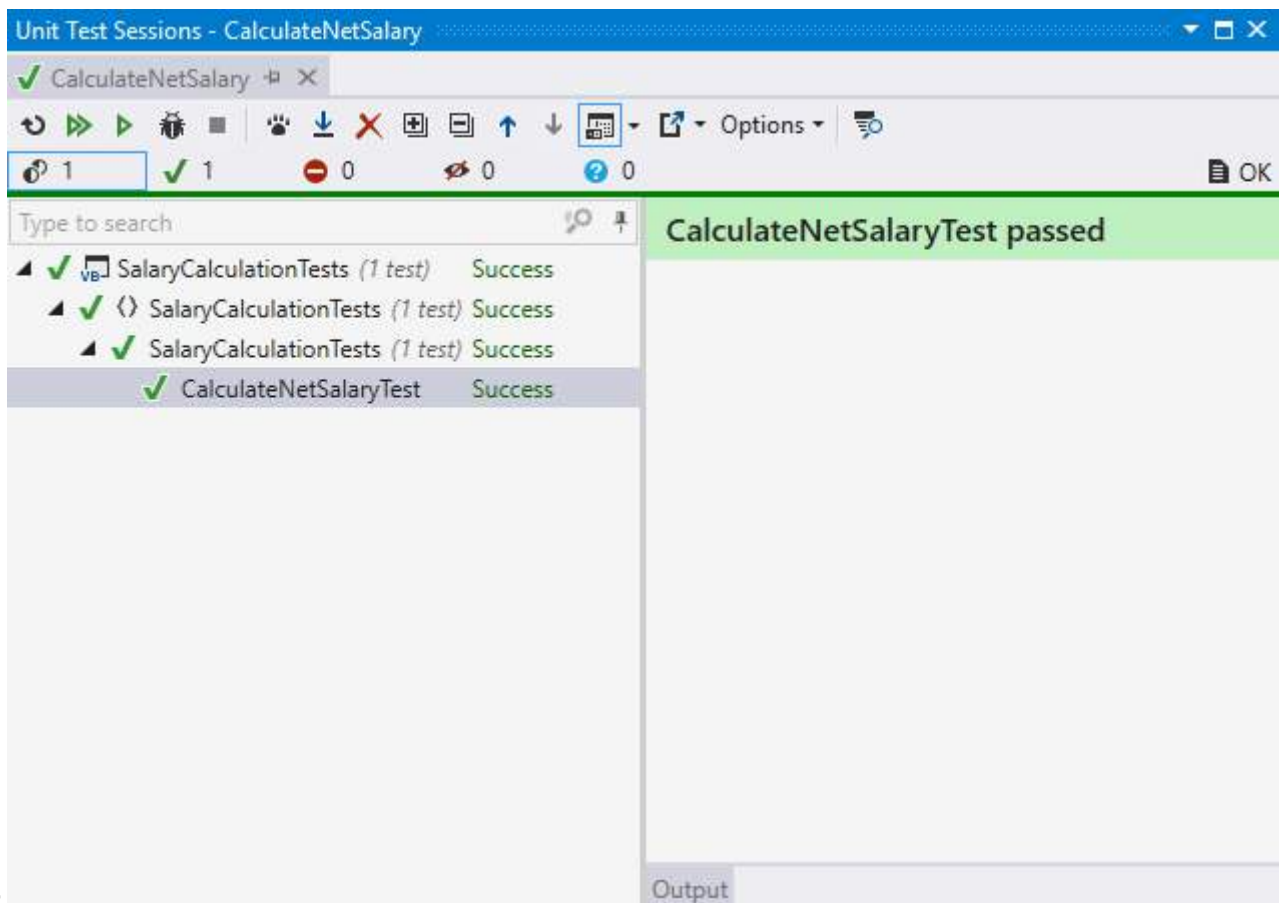 Unit Test Sessions - CalculateNetSalary
CalculateNetSalary
Options
1 1 0 0 0 OK
Type to search
CalculateNetSalaryTest passed
VB SalaryCalculationTests (1 test) Success
SalaryCalculationTests (1 test) Success
SalaryCalculationTests (1 test) Success
CalculateNetSalaryTest Success
Output